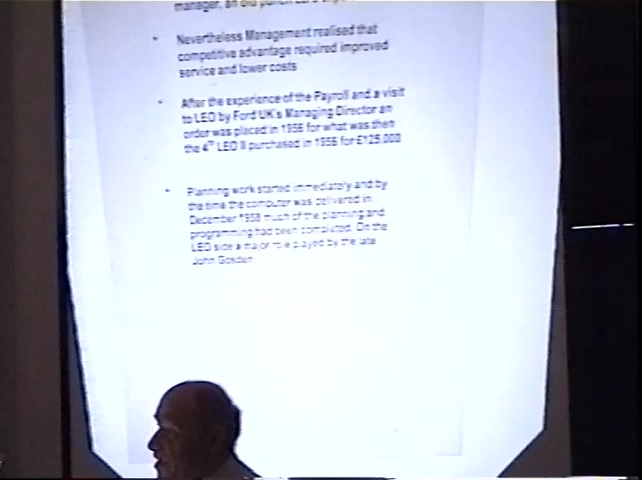 manager, an old punch card
• Nevertheless Management realised that
competitive advantage required improved
service and lower costs
• After the experience of the Payroll and a visit
to LEO by Ford UK's Managing Director an
order was placed in 1956 for what was then
the 4th LEO II purchased in 1956 for £125,000
• Planning work started immediately and by
the time the computer was delivered in
December 1958 much of the planning and
programming had been completed. On the
LEO side a major role played by the late
John Gosden